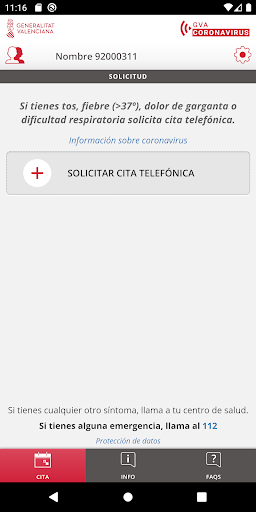 11:16
GENERALITAT
VALENCIANA
GVA
CORONAVIRUS
Nombre 92000311
SOLICITUD
Si tienes tos, fiebre (>37º), dolor de garganta o
dificultad respiratoria solicita cita telefónica.
Información sobre coronavirus
SOLICITAR CITA TELEFÓNICA
Si tienes cualquier otro síntoma, llama a tu centro de salud.
Si tienes alguna emergencia, llama al 112
Protección de datos
CITA
INFO
FAQS